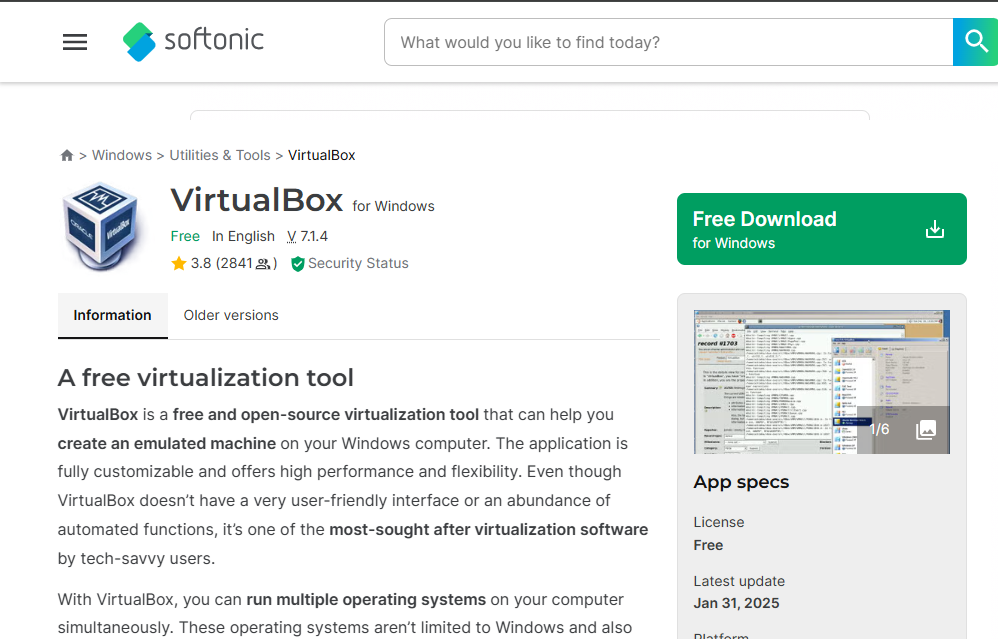 softonic
What would you like to find today?
> Windows > Utilities & Tools > VirtualBox
VirtualBox for Windows
Free In English V 7.1.4
3.8 (2841 )
Security Status
Free Download
for Windows
Information
Older versions
A free virtualization tool
VirtualBox is a free and open-source virtualization tool that can help you
create an emulated machine on your Windows computer. The application is
fully customizable and offers high performance and flexibility. Even though
VirtualBox doesn’t have a very user-friendly interface or an abundance of
automated functions, it’s one of the most-sought after virtualization software
by tech-savvy users.
With VirtualBox, you can run multiple operating systems on your computer
simultaneously. These operating systems aren’t limited to Windows and also
record #1703
1/6
App specs
License
Free
Latest update
Jan 31, 2025
Platform